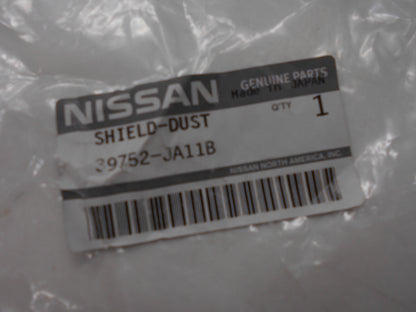 NISSAN GENUINE PARTS
Made In JAPAN
SHIELD-DUST Q'TY 1
39752-JA11B
NISSAN NORTH AMERICA, INC.